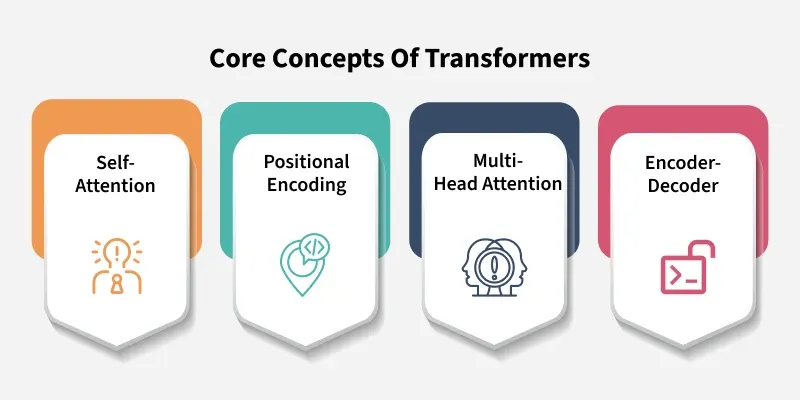 Core Concepts Of Transformers
Self-
Attention
Positional
Encoding
Multi-
Head Attention
Encoder-
Decoder